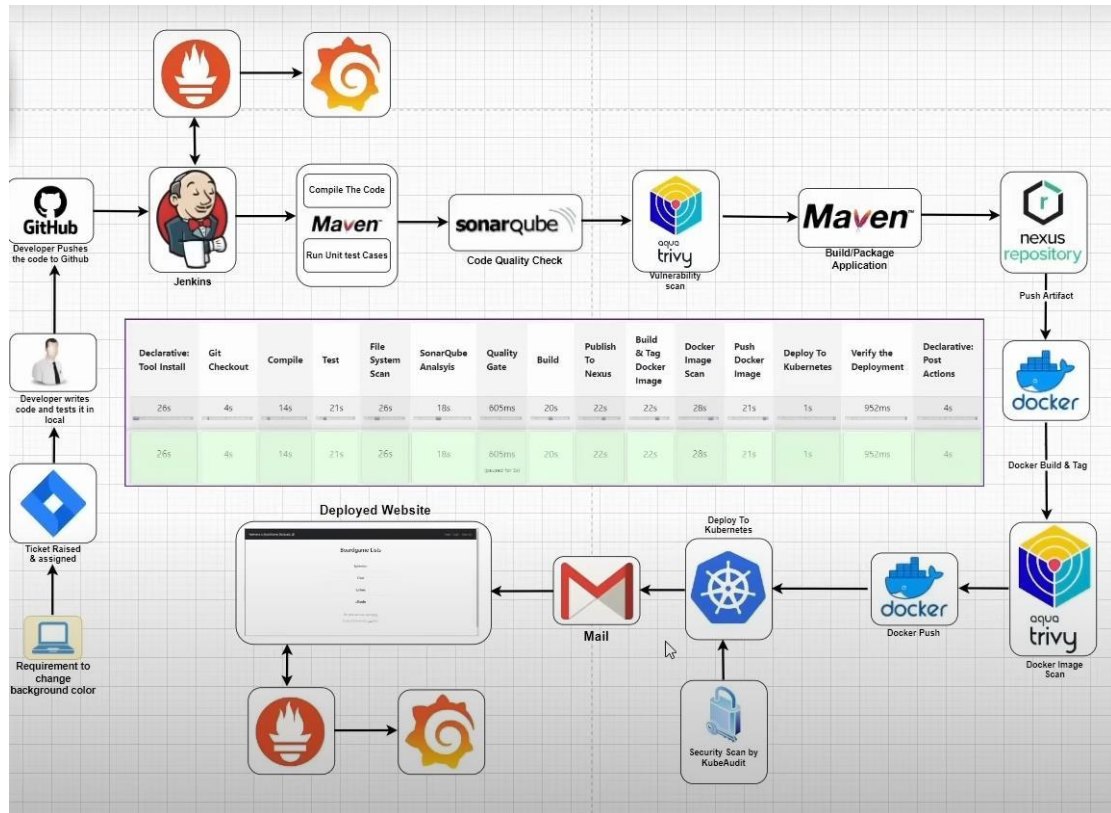 GitHub
Developer Pushes
the code to Github
Jenkins
Compile The Code
Maven™
Run Unit test Cases
sonarqube
Code Quality Check
aqua
trivy
Vulnerability
scan
Maven™
Build/Package
Application
nexus
repository
Push Artifact
docker
Docker Build & Tag
Developer writes
code and tests it in
local
Ticket Raised
& assigned
Requirement to
change
background color
Declarative:
Tool Install
Git
Checkout
Compile
Test
File
System
Scan
SonarQube
Analsyis
Quality
Gate
Build
Publish
To
Nexus
Build
& Tag
Docker
Image
Docker
Image
Scan
Push
Docker
Image
Deploy To
Kubernetes
Verify the
Deployment
Declarative:
Post
Actions
26s 4s 14s 21s 26s 18s 605ms 20s 22s 22s 28s 21s 1s 952ms 4s
26s 4s 14s 21s 26s 18s 605ms 20s 22s 22s 28s 21s 1s 952ms 4s
Deployed Website
Boardgame Lists
Mail
Deploy To
Kubernetes
docker
Docker Push
aqua
trivy
Docker Image
Scan
Security Scan by
KubeAudit